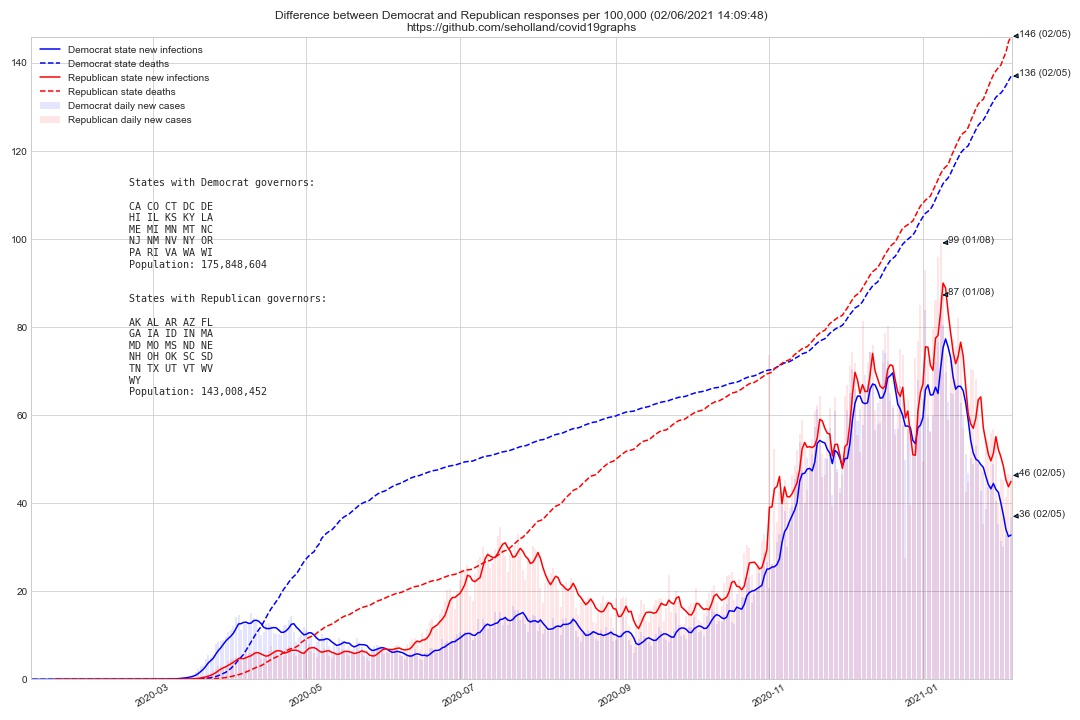 Difference between Democrat and Republican responses per 100,000 (02/06/2021 14:09:48)
https://github.com/seholland/covid19graphs
Democrat state new infections
Democrat state deaths
Republican state new infections
Republican state deaths
Democrat daily new cases
Republican daily new cases
146 (02/05)
136 (02/05)
140
120
100
80
60
40
20
0
States with Democrat governors:
CA CO CT DC DE
HI IL KS KY LA
ME MI MN MT NC
NJ NM NV NY OR
PA RI VA WA WI
Population: 175,848,604
States with Republican governors:
AK AL AR AZ FL
GA IA ID IN MA
MD MO MS ND NE
NH OH OK SC SD
TN TX UT VT WV
WY
Population: 143,008,452
99 (01/08)
87 (01/08)
46 (02/05)
36 (02/05)
2020-03
2020-05
2020-07
2020-09
2020-11
2021-01